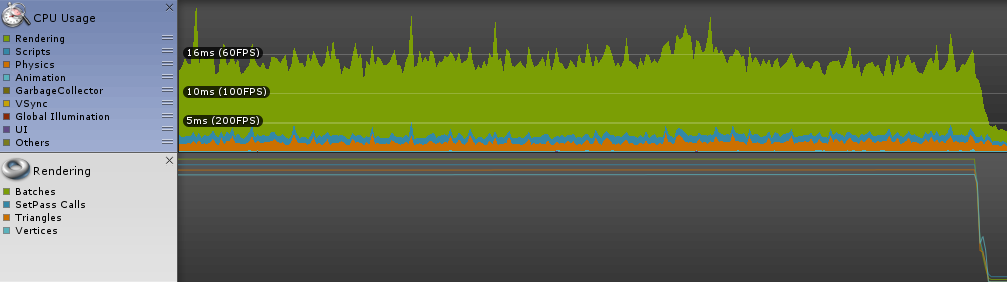 CPU Usage
Rendering
Scripts
Physics
Animation
GarbageCollector
VSync
Global Illumination
UI
Others
16ms (60FPS)
10ms (100FPS)
5ms (200FPS)
Rendering
Batches
SetPass Calls
Triangles
Vertices